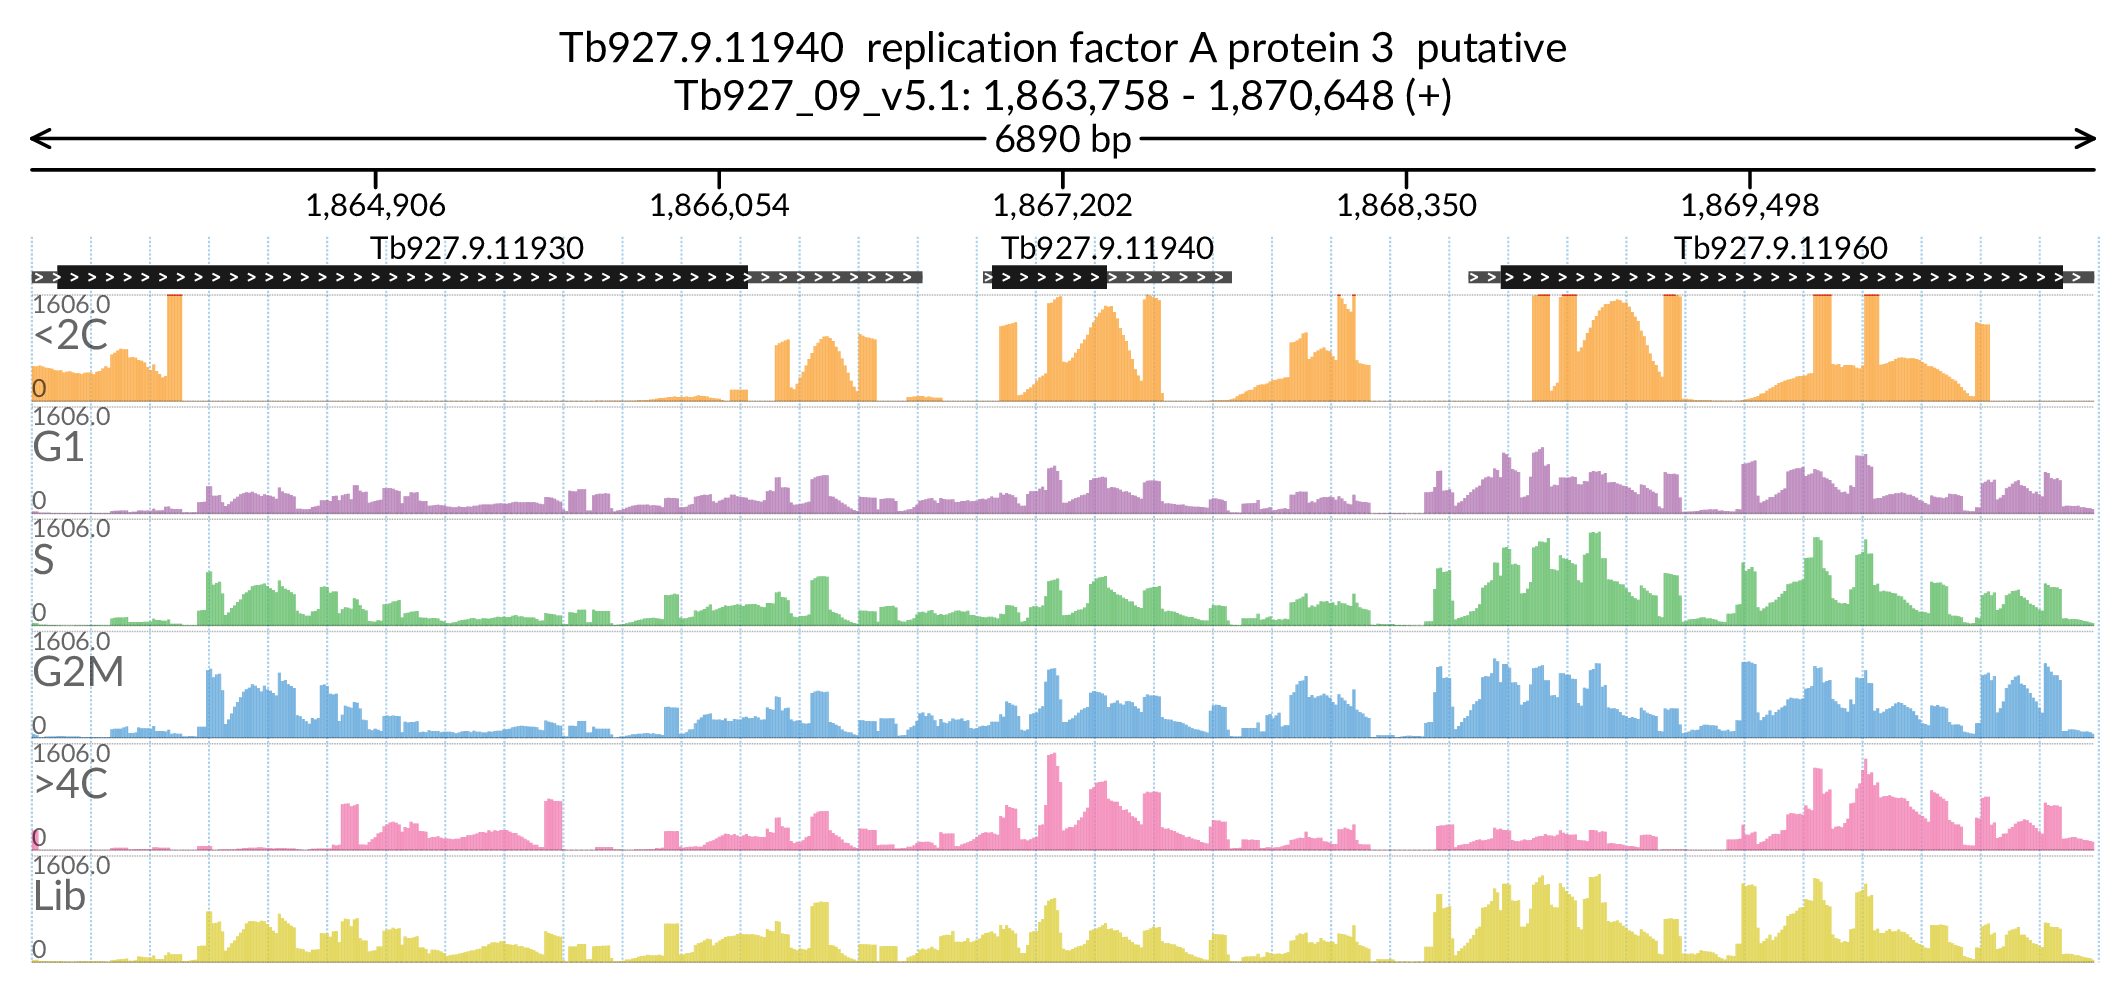 Tb927.9.11940 replication factor A protein 3 putative
Tb927_09_v5.1: 1,863,758 - 1,870,648 (+)
6890 bp
1,864,906 1,866,054 1,867,202 1,868,350 1,869,498
Tb927.9.11930 Tb927.9.11940 Tb927.9.11960
1606.0
<2C
0
1606.0
G1
0
1606.0
S
0
1606.0
G2M
0
1606.0
>4C
0
1606.0
Lib
0